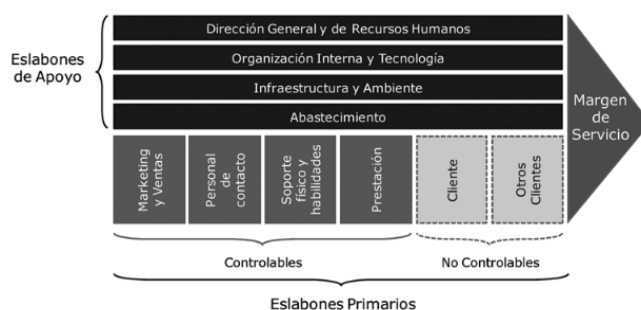 Dirección General y de Recursos Humanos
Eslabones
de Apoyo
Organización Interna y Tecnología
Infraestructura y Ambiente
Abastecimiento
Margen
de
Servicio
Marketing
y Ventas
Personal
de
contacto
Soporte
físico y
habilidades
Prestación
Cliente
Otros
Clientes
Controlables
No Controlables
Eslabones Primarios